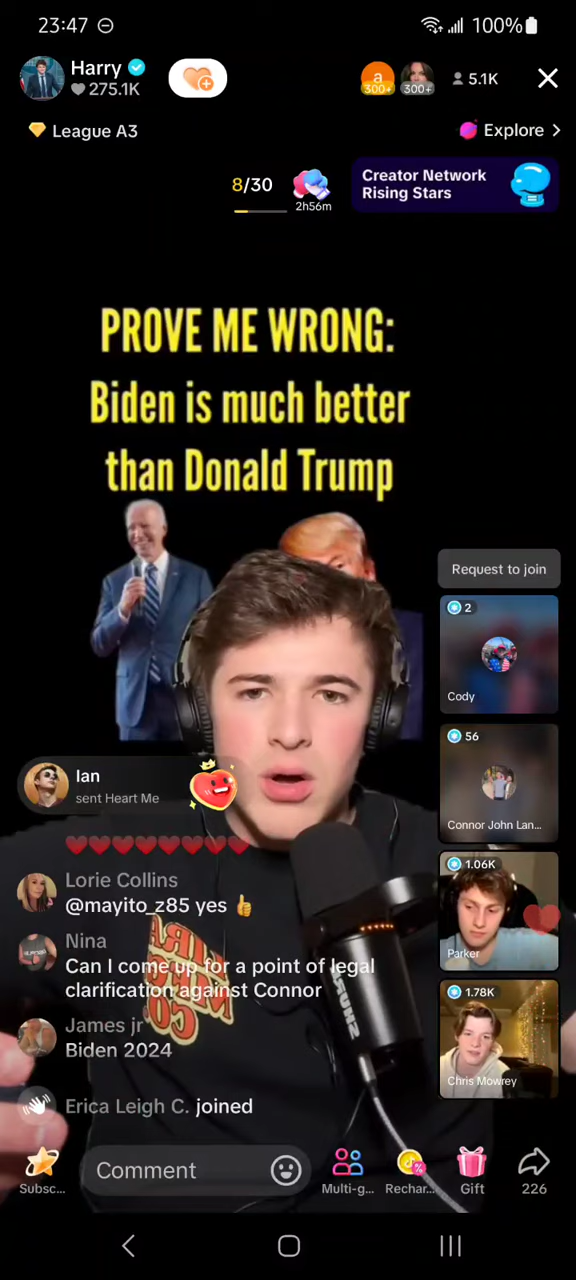 23:47
100%
Harry
275.1K
a
300+
300+
5.1K
League A3
Explore >
8/30
2h56m
Creator Network
Rising Stars
PROVE ME WRONG:
Biden is much better
than Donald Trump
Request to join
2
Cody
56
Connor John Lan...
1.06K
Parker
1.78K
Chris Mowrey
Ian
sent Heart Me
Lorie Collins
@mayito_z85 yes 👍
Nina
Can I come up for a point of legal
clarification against Connor
James jr
Biden 2024
Erica Leigh C. joined
SHURE
Subsc...
Comment
Multi-g...
Rechar...
Gift
226